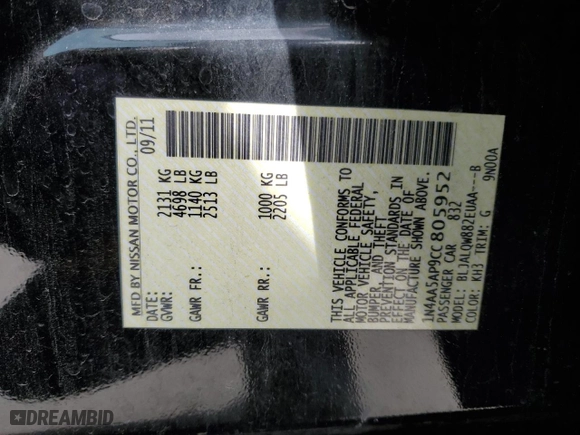 MFD BY NISSAN MOTOR CO., LTD.
DATE: 09/11
GVWR: 2131 KG
4698 LB
GAWR FR.: 1140 KG
2513 LB
GAWR RR.: 1000 KG
2205 LB
THIS VEHICLE CONFORMS TO
ALL APPLICABLE FEDERAL
MOTOR VEHICLE SAFETY,
BUMPER, AND THEFT
PREVENTION STANDARDS IN
EFFECT ON THE DATE OF
MANUFACTURE SHOWN ABOVE.
1N4AA5AP9CC805952
PASSENGER CAR 832
MODEL: BLJALQW882EUAA---B
COLOR: KH3 TRIM: G 9N00A
DREAMBID